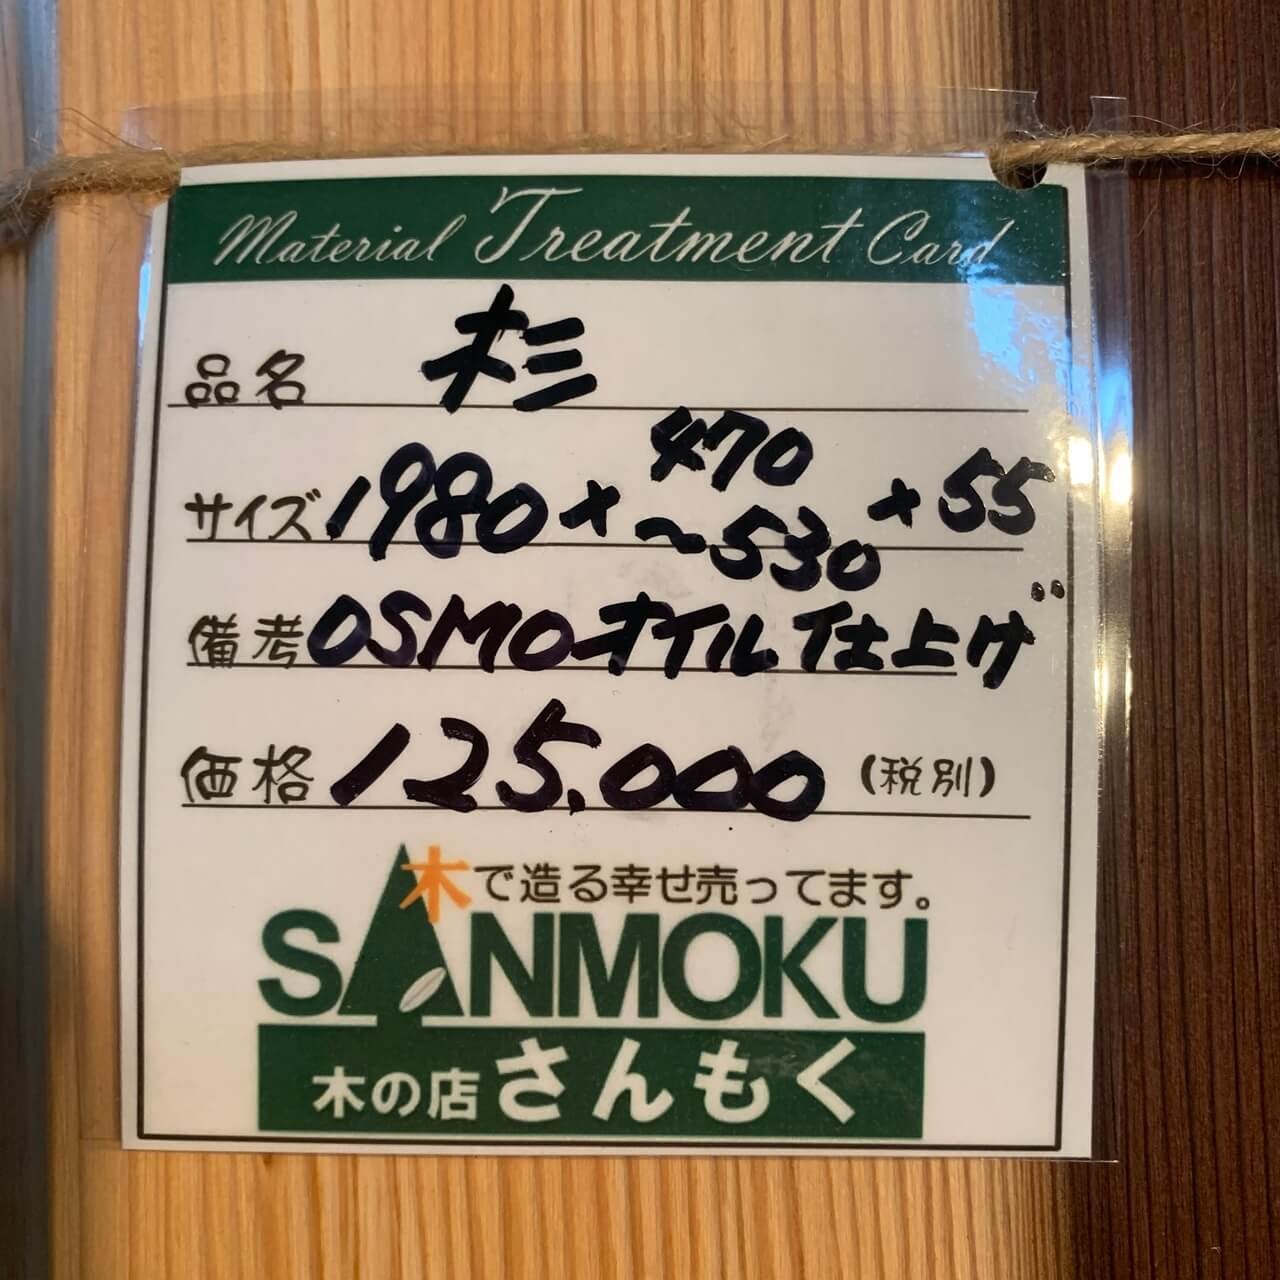 Material Treatment Card
品名 杉
サイズ 1980×470~530×55
備考 OSMOオイル仕上げ
価格 125,000 (税別)
木で造る幸せ売ってます。
SANMOKU
木の店 さんもく